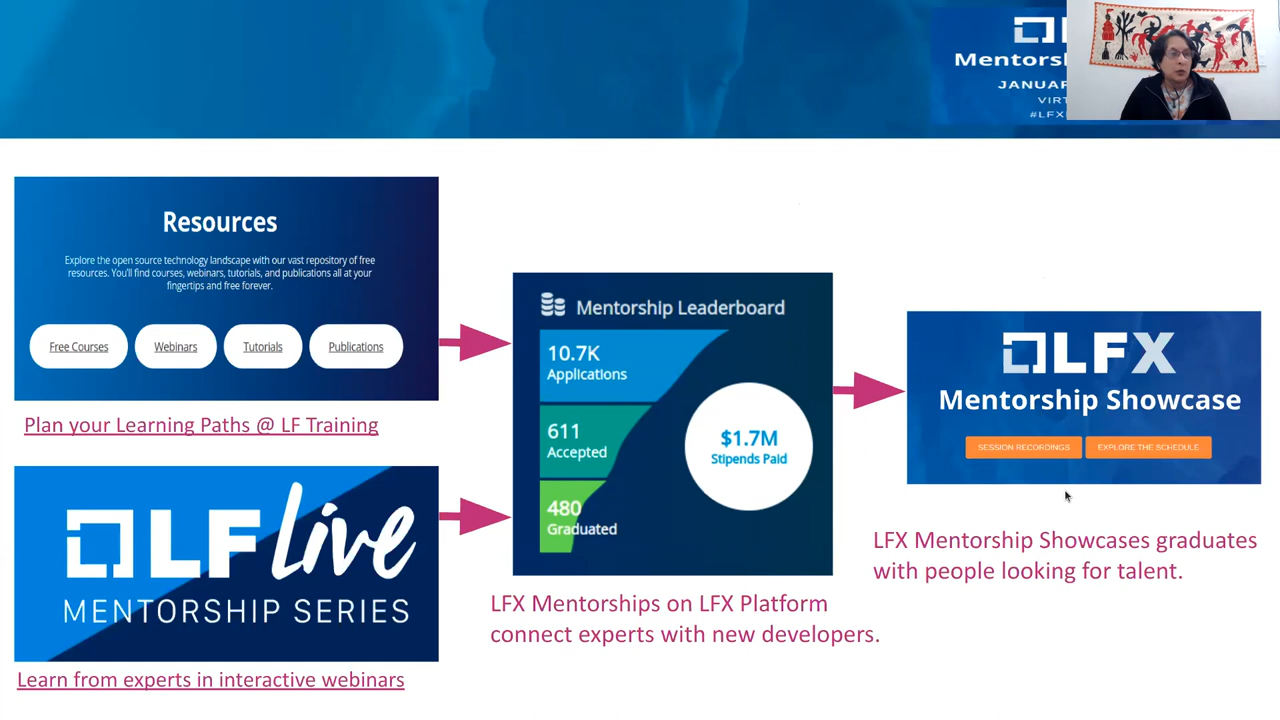 Mentors
JANUAR
VIRT
#LFX
Resources
Explore the open source technology landscape with our vast repository of free
resources. You'll find courses, webinars, tutorials, and publications all at your
fingertips and free forever.
Free Courses
Webinars
Tutorials
Publications
Plan your Learning Paths @ LF Training
LF Live
MENTORSHIP SERIES
Learn from experts in interactive webinars
Mentorship Leaderboard
10.7K
Applications
611
Accepted
480
Graduated
$1.7M
Stipends Paid
LFX Mentorships on LFX Platform
connect experts with new developers.
LFX
Mentorship Showcase
SESSION RECORDINGS
EXPLORE THE SCHEDULE
LFX Mentorship Showcases graduates
with people looking for talent.